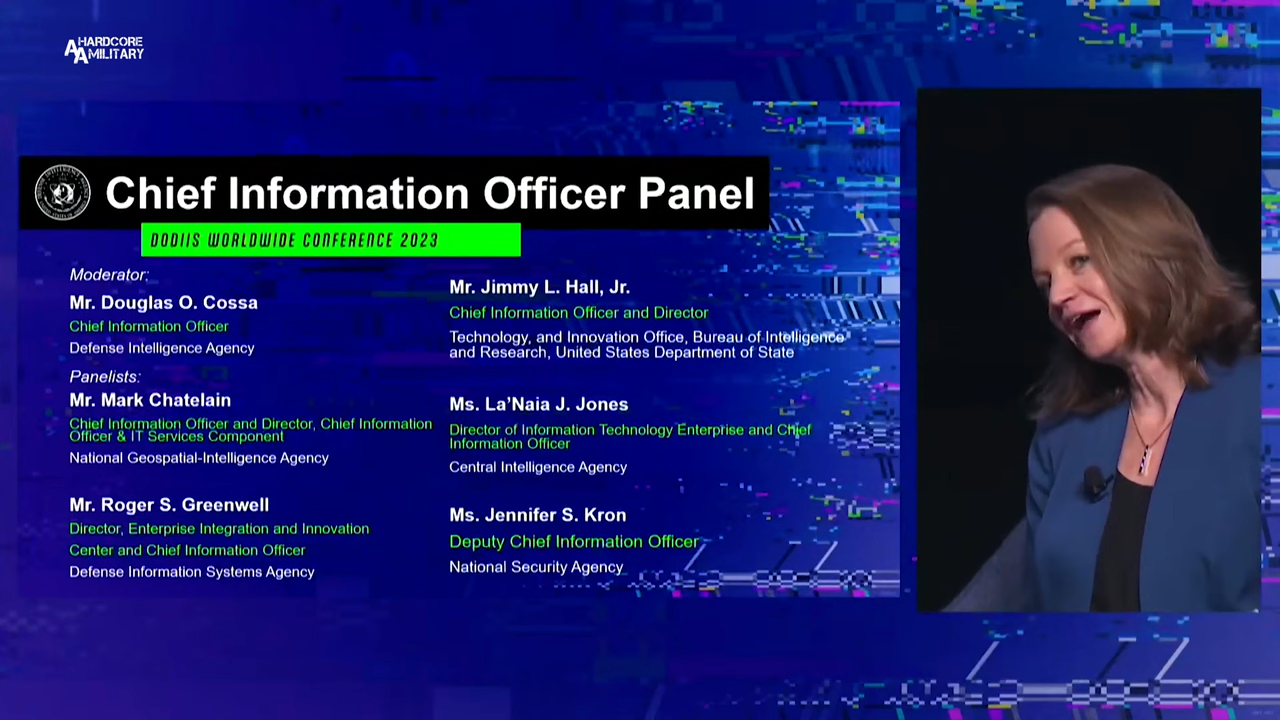 A HARDCORE
A MILITARY
Chief Information Officer Panel
DODIIS WORLDWIDE CONFERENCE 2023
Moderator:
Mr. Douglas O. Cossa
Chief Information Officer
Defense Intelligence Agency
Panelists:
Mr. Mark Chatelain
Chief Information Officer and Director, Chief Information
Officer & IT Services Component
National Geospatial-Intelligence Agency
Mr. Roger S. Greenwell
Director, Enterprise Integration and Innovation
Center and Chief Information Officer
Defense Information Systems Agency
Mr. Jimmy L. Hall, Jr.
Chief Information Officer and Director
Technology, and Innovation Office, Bureau of Intelligence
and Research, United States Department of State
Ms. La’Naia J. Jones
Director of Information Technology Enterprise and Chief
Information Officer
Central Intelligence Agency
Ms. Jennifer S. Kron
Deputy Chief Information Officer
National Security Agency